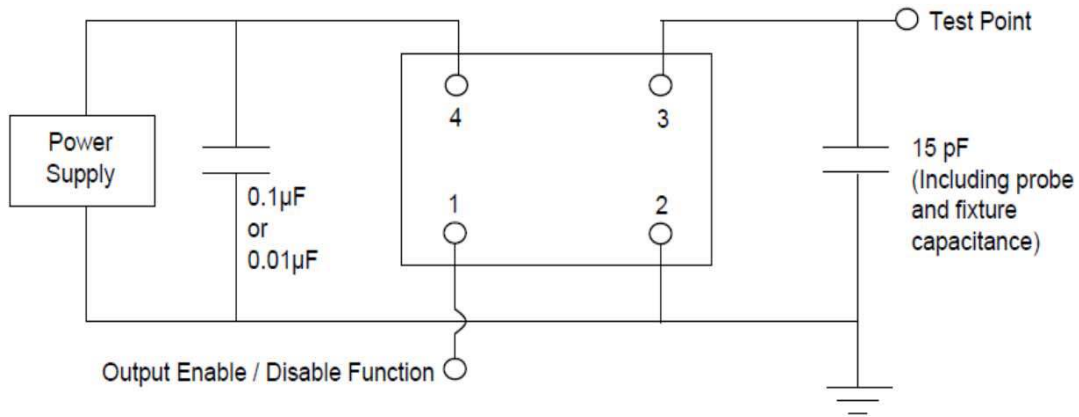 Test Point
4
3
Power
Supply
0.1µF
or
0.01µF
1
2
15 pF
(Including probe
and fixture
capacitance)
Output Enable / Disable Function